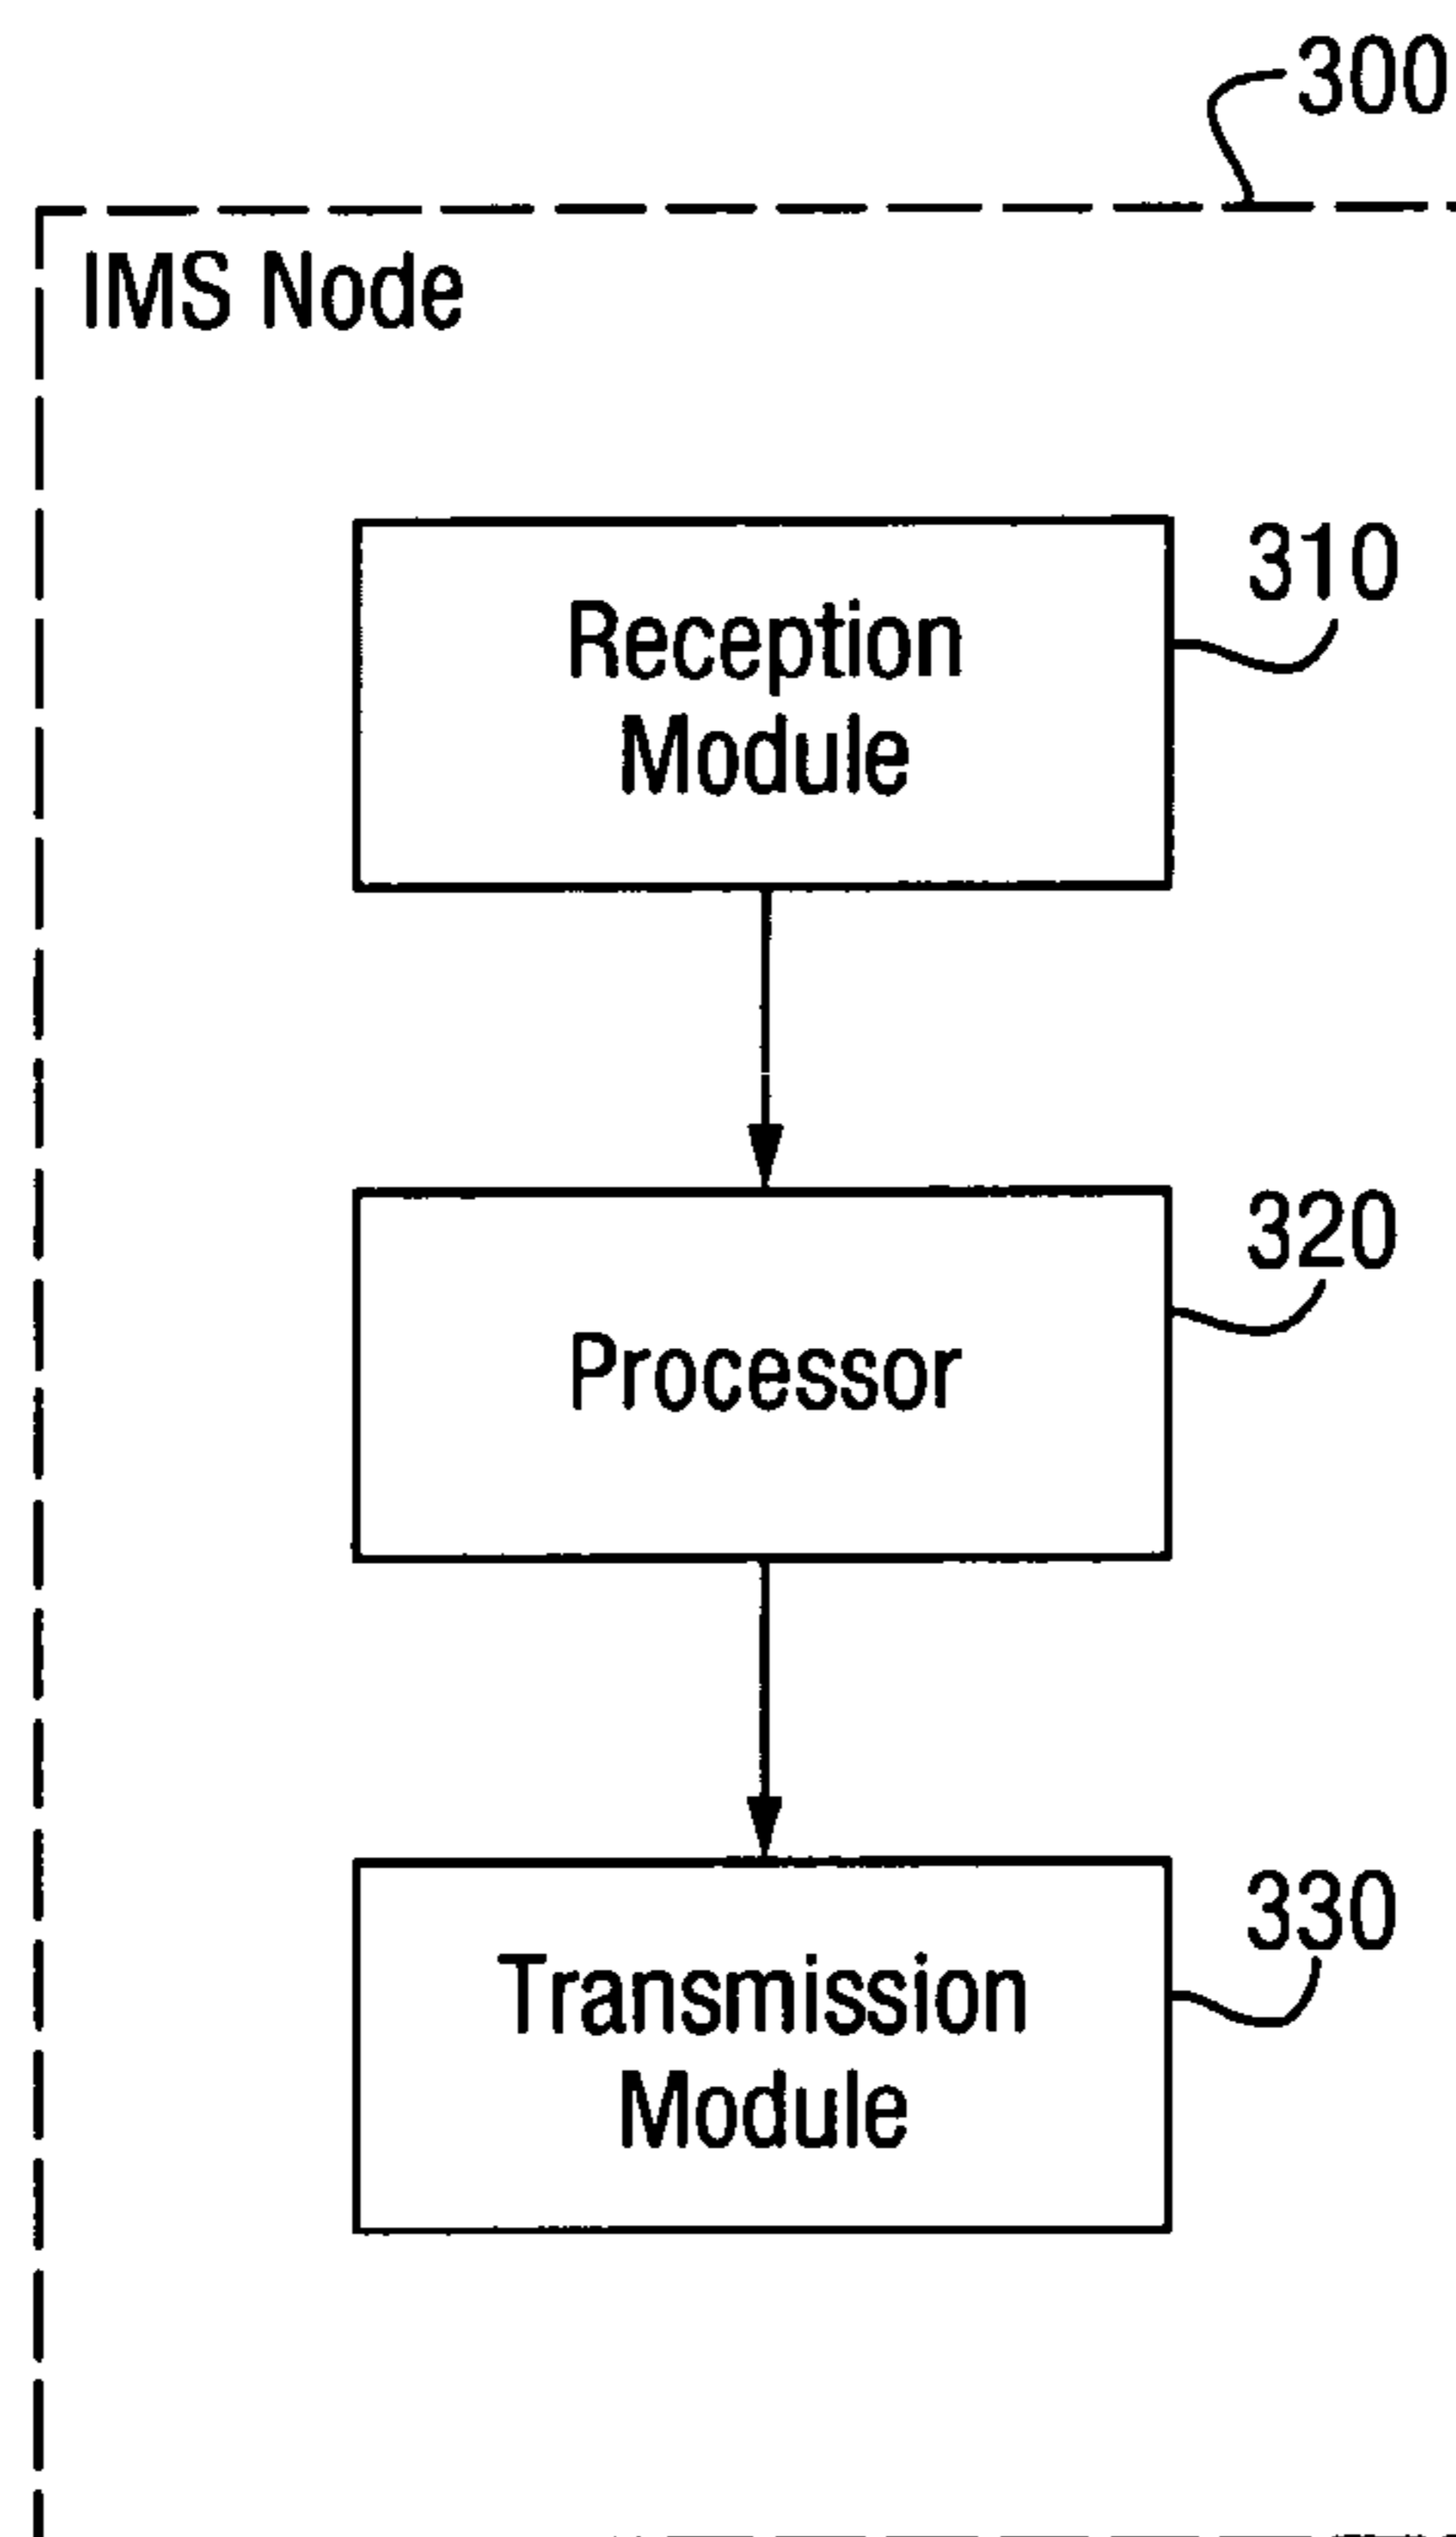 300
IMS Node
310
Reception
Module
320
Processor
330
Transmission
Module